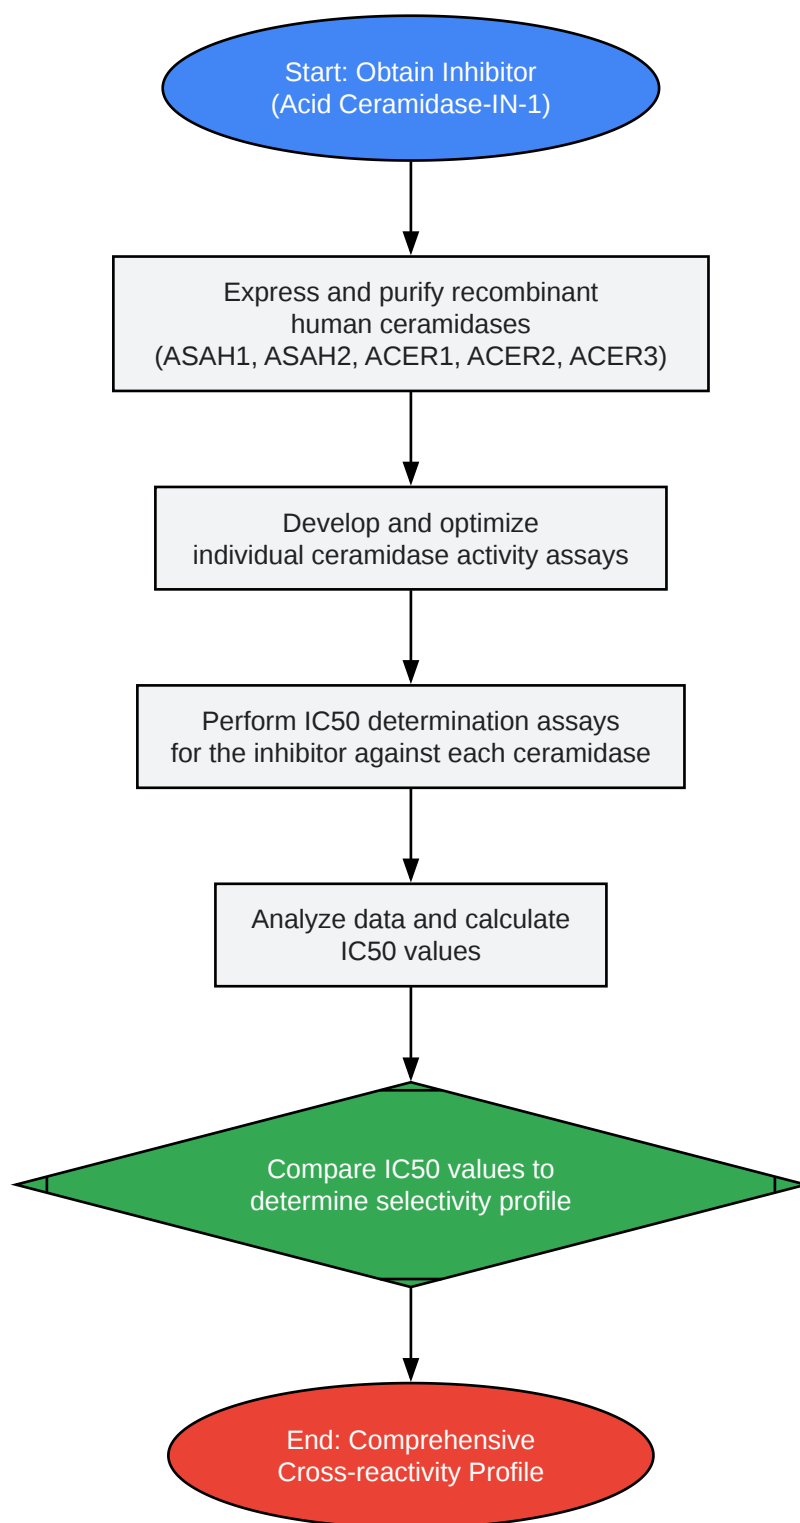 Start: Obtain Inhibitor
(Acid Ceramidase-IN-1)
Express and purify recombinant
human ceramidases
(ASAH1, ASAH2, ACER1, ACER2, ACER3)
Develop and optimize
individual ceramidase activity assays
Perform IC50 determination assays
for the inhibitor against each ceramidase
Analyze data and calculate
IC50 values
Compare IC50 values to
determine selectivity profile
End: Comprehensive
Cross-reactivity Profile